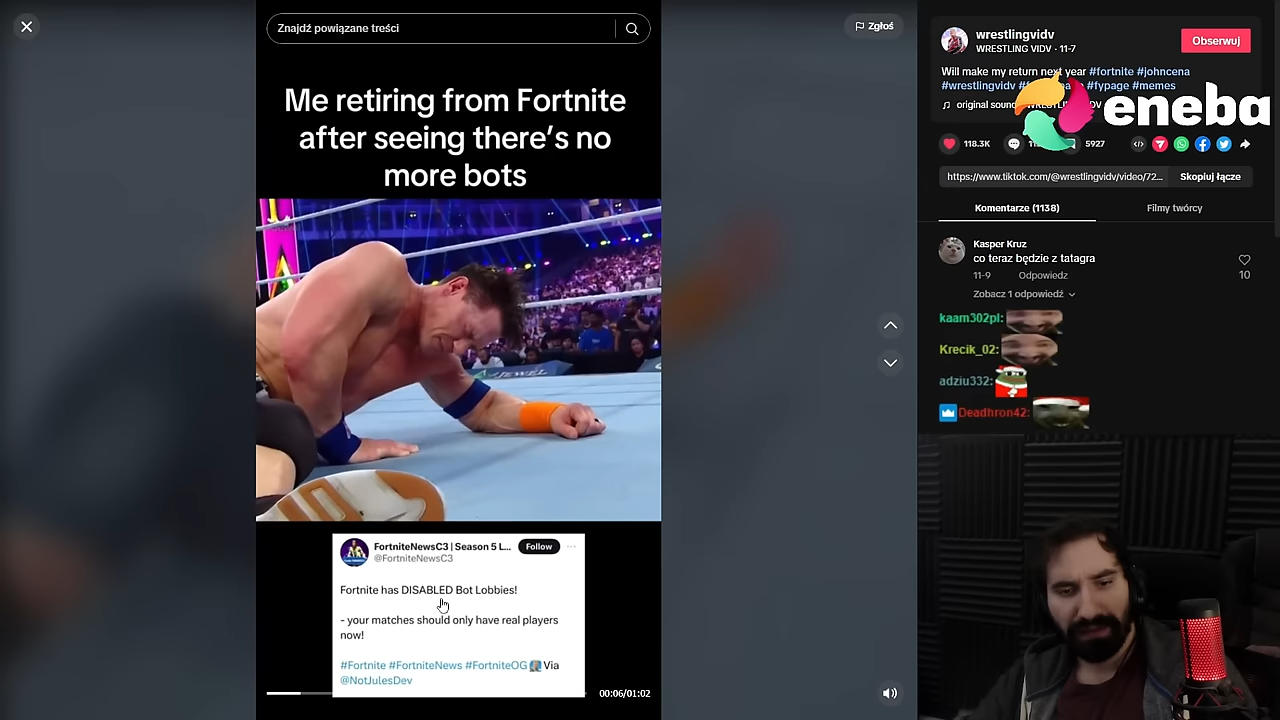 Znajdź powiązane treści
Zgłoś
Me retiring from Fortnite
after seeing there's no
more bots
JEWEL
FortniteNewsC3 | Season 5 L...
Follow
@FortniteNewsC3
Fortnite has DISABLED Bot Lobbies!
- your matches should only have real players
now!
#Fortnite #FortniteNews #FortniteOG Via
@NotJulesDev
00:06/01:02
wrestlingvidv
WRESTLING VIDV · 11-7
Obserwuj
Will make my return next year #fortnite #johncena
#wrestlingvidv #fypage #memes
original sound
eneba
118.3K
5927
https://www.tiktok.com/@wrestlingvidv/video/72...
Skopiuj łącze
Komentarze (1138)
Filmy twórcy
Kasper Kruz
co teraz będzie z tatagra
11-9 Odpowiedz
10
Zobacz 1 odpowiedź
kaam302pl:
Krecik_02:
adziu332:
Deadhron42: